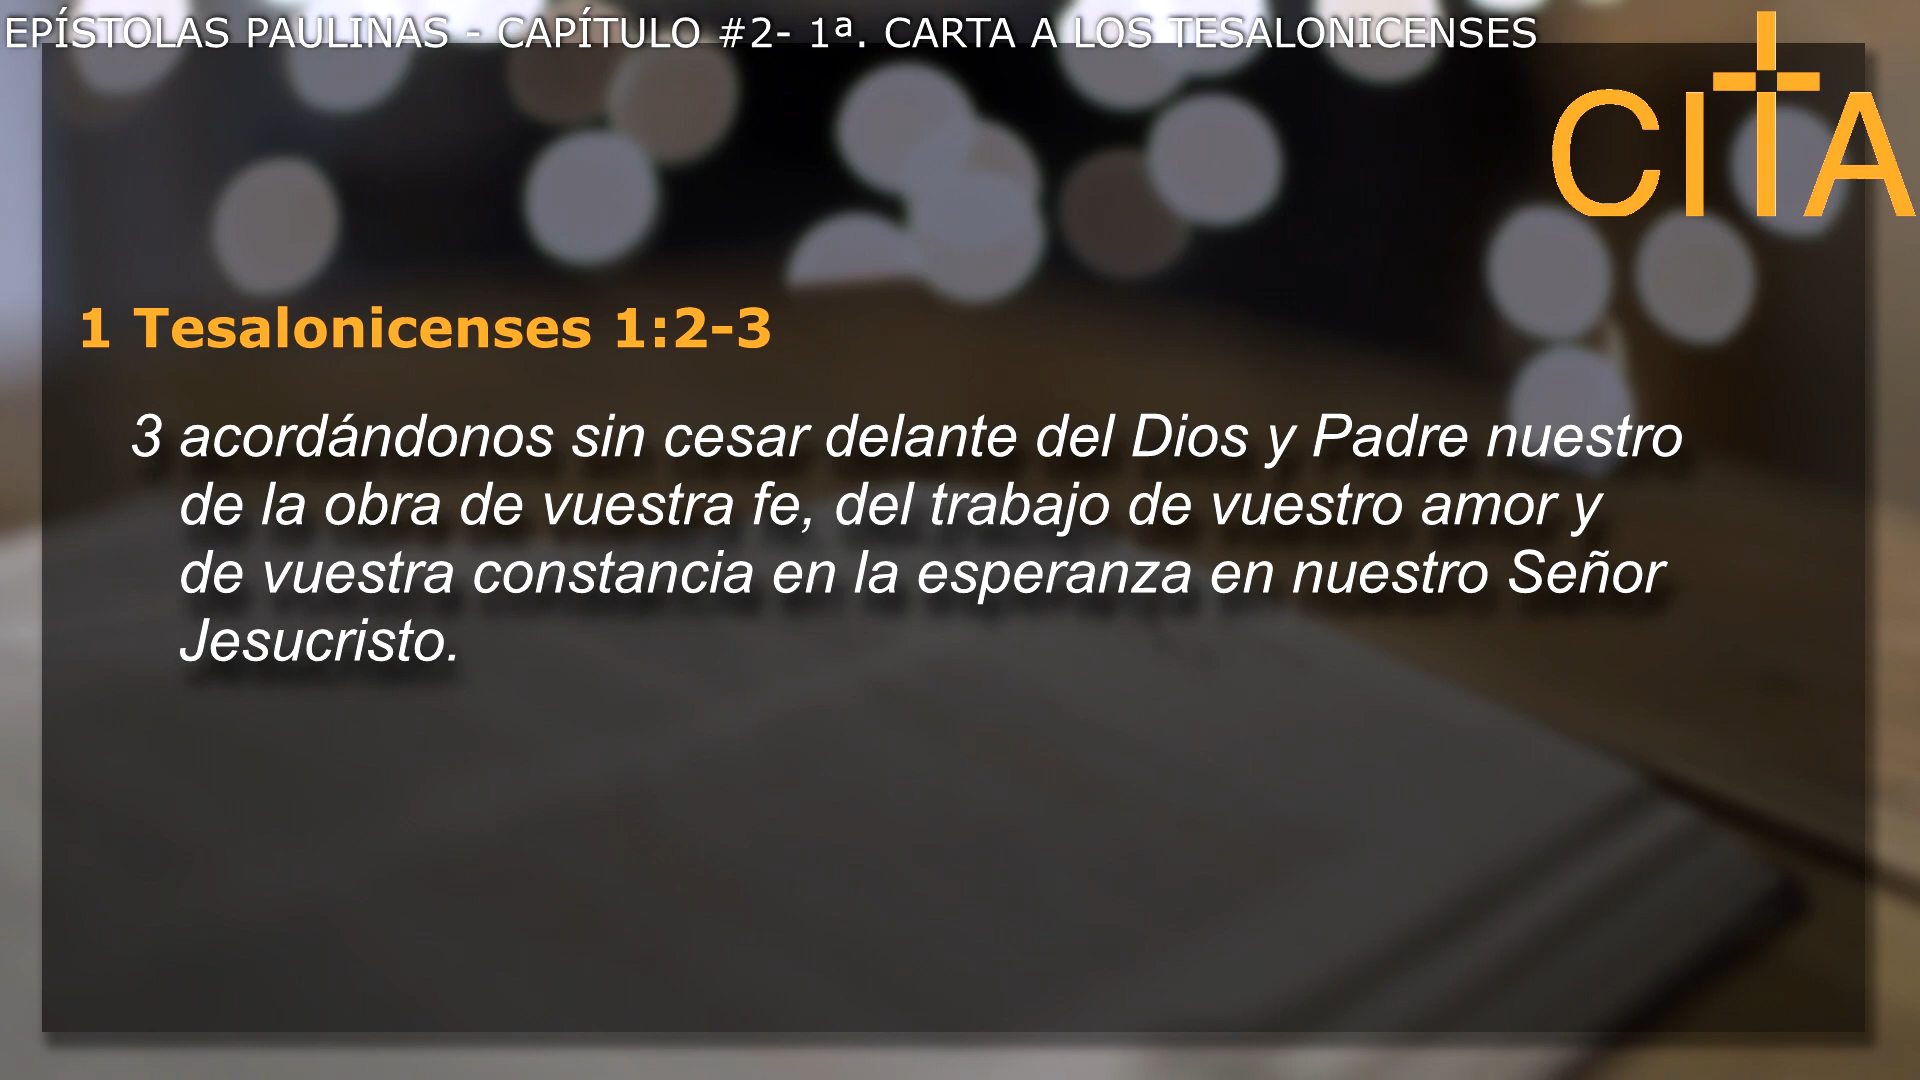 EPÍSTOLAS PAULINAS - CAPÍTULO #2- 1ª. CARTA A LOS TESALONICENSES
CITA
1 Tesalonicenses 1:2-3
3 acordándonos sin cesar delante del Dios y Padre nuestro
de la obra de vuestra fe, del trabajo de vuestro amor y
de vuestra constancia en la esperanza en nuestro Señor
Jesucristo.